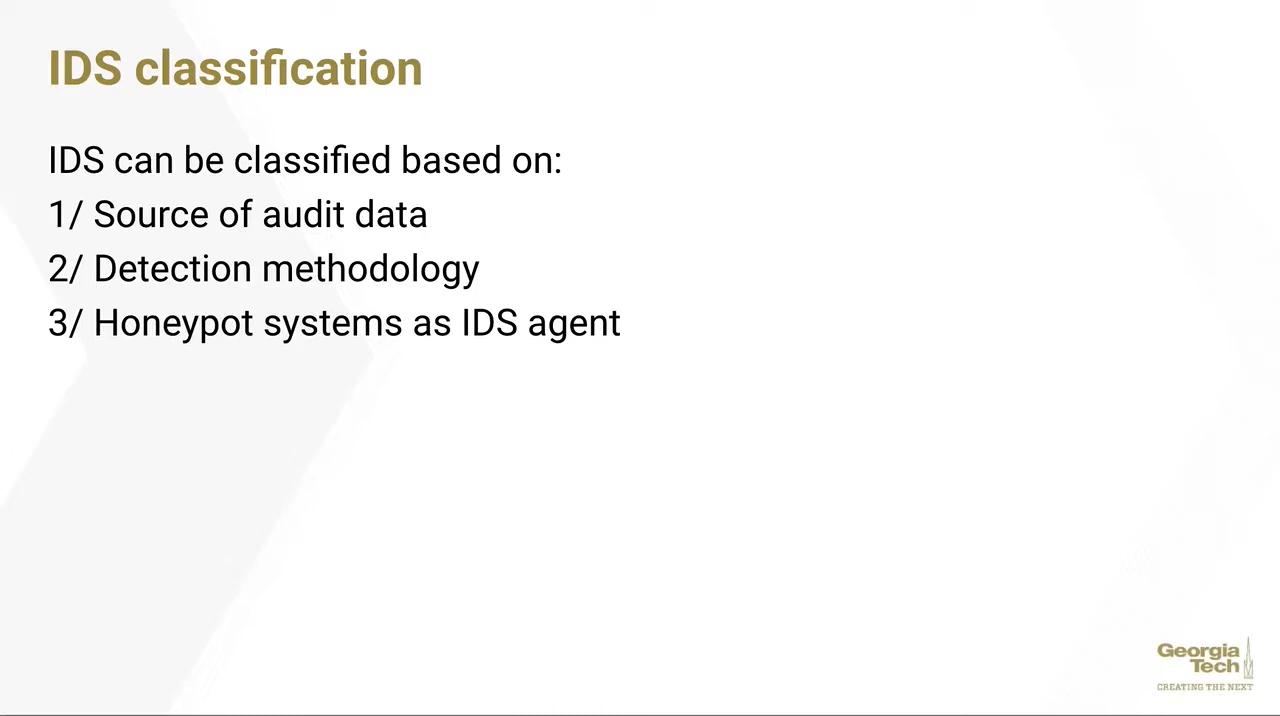 IDS classification
IDS can be classified based on:
1/ Source of audit data
2/ Detection methodology
3/ Honeypot systems as IDS agent
Georgia
Tech
CREATING THE NEXT